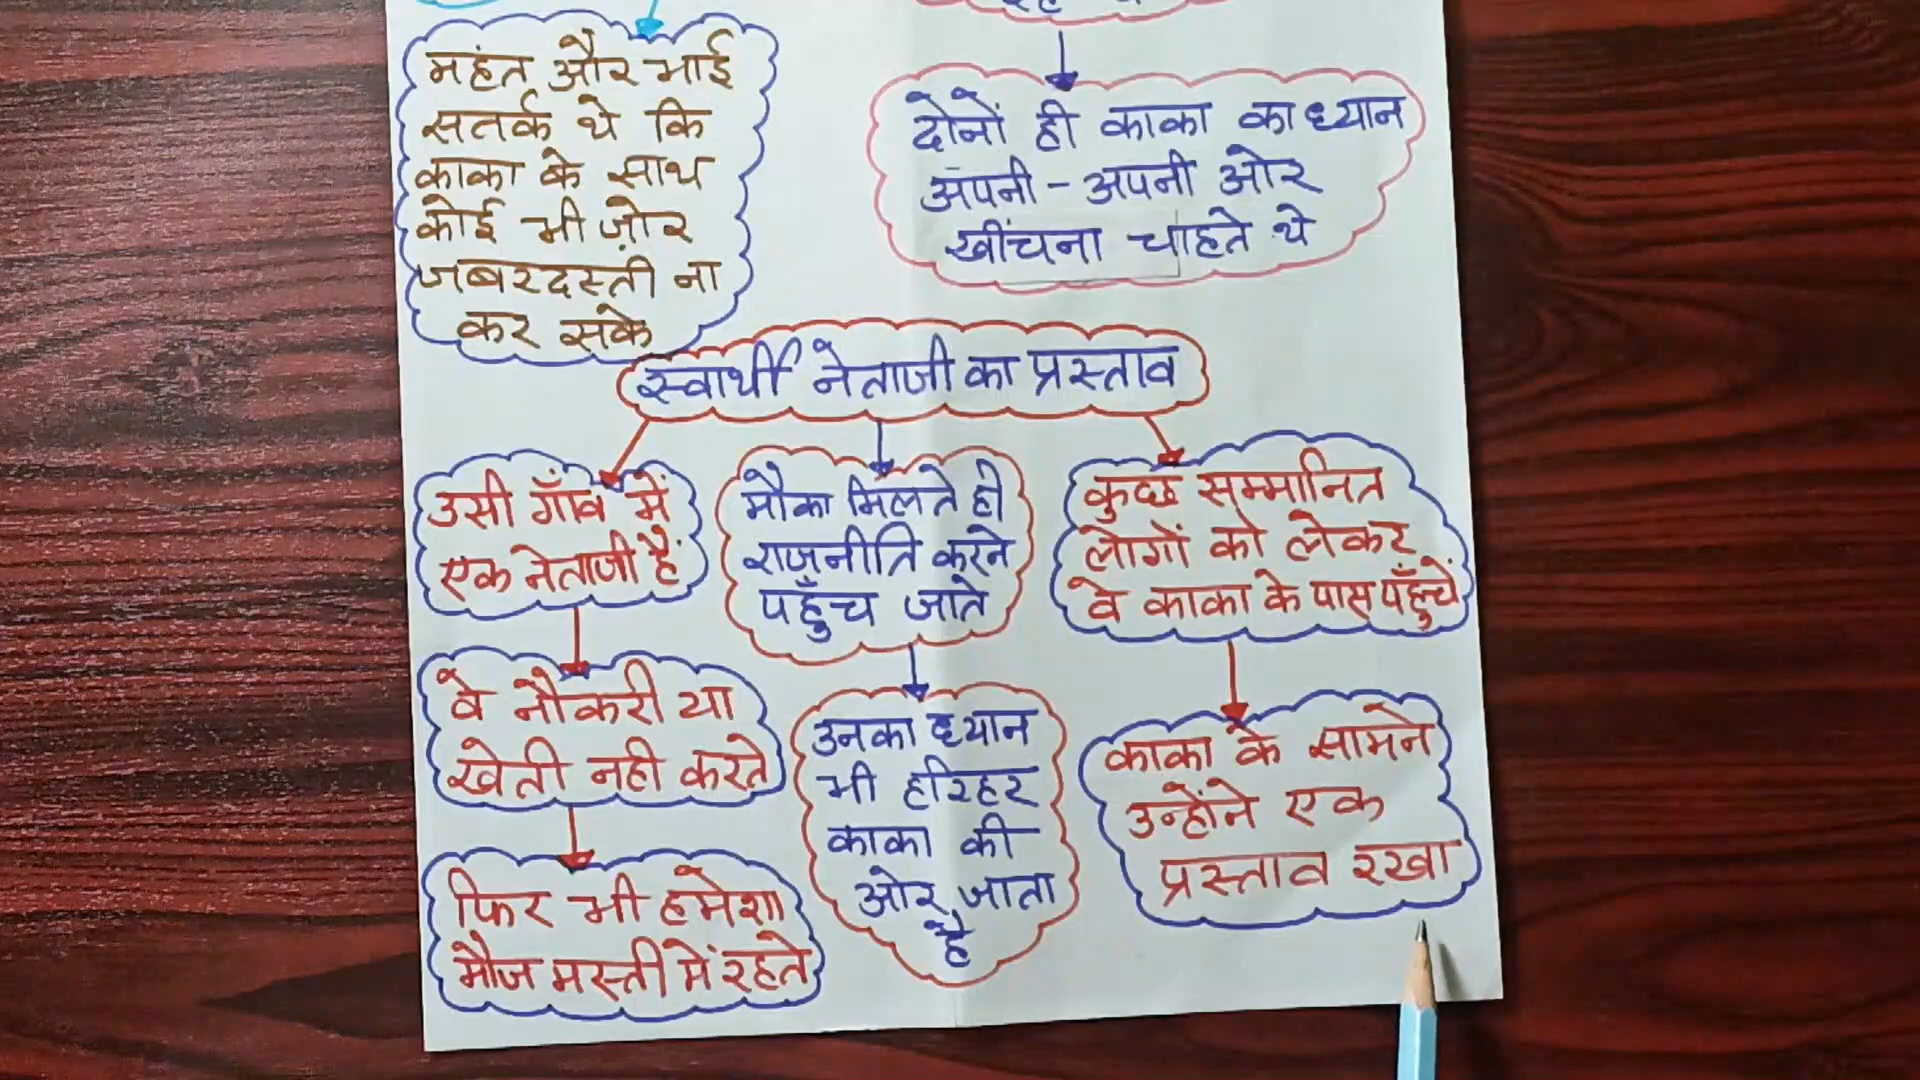 महंत और भाई
सतर्क थे कि
काका के साथ
कोई भी ज़ोर
जबरदस्ती ना
कर सके
दोनों ही काका का ध्यान
अपनी - अपनी ओर
खींचना चाहते थे
स्वार्थी नेताजी का प्रस्ताव
उसी गाँव में
एक नेताजी हैं
वे नौकरी या
खेती नही करते
फिर भी हमेशा
मौज मस्ती में रहते
मौका मिलते ही
राजनीति करने
पहुँच जाते
उनका ध्यान
भी हरिहर
काका की
ओर जाता
है
कुछ सम्मानित
लोगों को लेकर
वे काका के पास पहुँचें
काका के सामने
उन्होंने एक
प्रस्ताव रखा